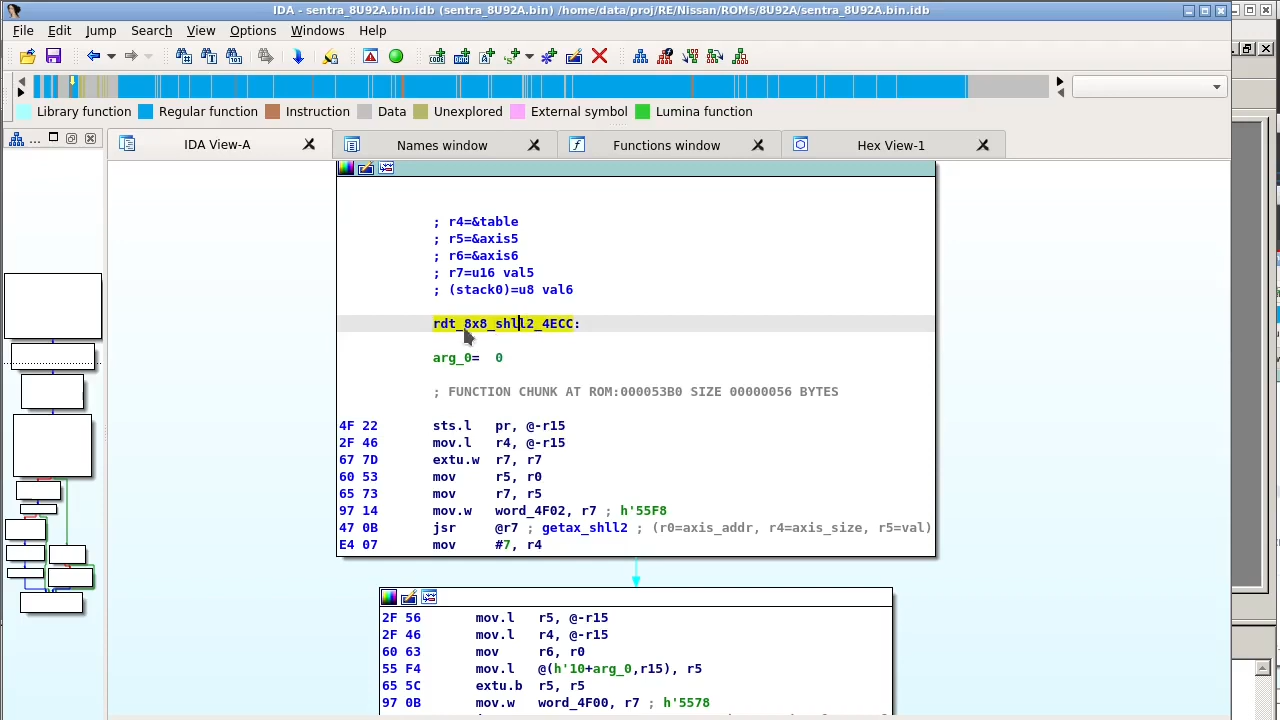 IDA - sentra_8U92A.bin.idb (sentra_8U92A.bin) /home/data/proj/RE/Nissan/ROMs/8U92A/sentra_8U92A.bin.idb
File Edit Jump Search View Options Windows Help
Library function Regular function Instruction Data Unexplored External symbol Lumina function
... IDA View-A Names window Functions window Hex View-1
; r4=&table
; r5=&axis5
; r6=&axis6
; r7=u16 val5
; (stack0)=u8 val6
rdt_8x8_shll2_4ECC:
arg_0= 0
; FUNCTION CHUNK AT ROM:000053B0 SIZE 00000056 BYTES
4F 22 sts.l pr, @-r15
2F 46 mov.l r4, @-r15
67 7D extu.w r7, r7
60 53 mov r5, r0
65 73 mov r7, r5
97 14 mov.w word_4F02, r7 ; h'55F8
47 0B jsr @r7 ; getax_shll2 ; (r0=axis_addr, r4=axis_size, r5=val)
E4 07 mov #7, r4
2F 56 mov.l r5, @-r15
2F 46 mov.l r4, @-r15
60 63 mov r6, r0
55 F4 mov.l @(h'10+arg_0,r15), r5
65 5C extu.b r5, r5
97 0B mov.w word_4F00, r7 ; h'5578